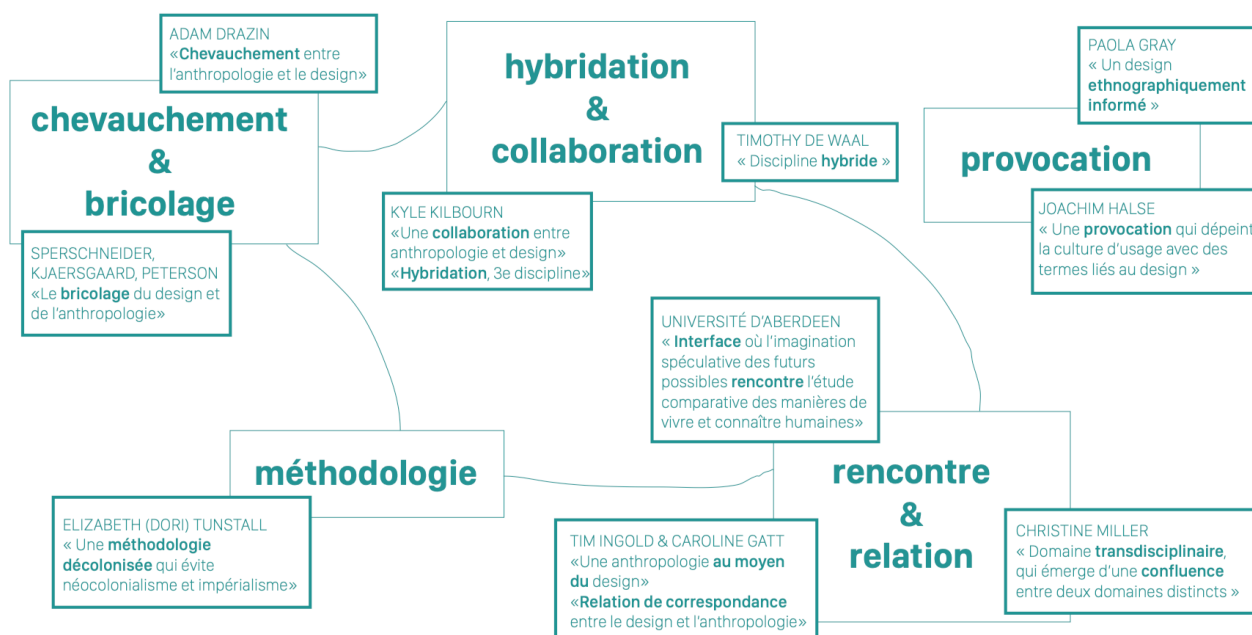 ADAM DRAZIN
«Chevauchement entre
l'anthropologie et le design»
chevauchement
&
bricolage
SPERSCHNEIDER,
KJAERSGAARD, PETERSON
«Le bricolage du design et
de l'anthropologie»
hybridation
&
collaboration
TIMOTHY DE WAAL
« Discipline hybride »
KYLE KILBOURN
«Une collaboration entre
anthropologie et design»
«Hybridation, 3e discipline»
PAOLA GRAY
« Un design
ethnographiquement
informé »
provocation
JOACHIM HALSE
« Une provocation qui dépeint
la culture d'usage avec des
termes liés au design »
UNIVERSITÉ D'ABERDEEN
« Interface où l'imagination
spéculative des futurs
possibles rencontre l'étude
comparative des manières de
vivre et connaître humaines»
méthodologie
ELIZABETH (DORI) TUNSTALL
« Une méthodologie
décolonisée qui évite
néocolonialisme et impérialisme»
rencontre
&
relation
TIM INGOLD & CAROLINE GATT
«Une anthropologie au moyen
du design»
«Relation de correspondance
entre le design et l'anthropologie»
CHRISTINE MILLER
« Domaine transdisciplinaire,
qui émerge d'une confluence
entre deux domaines distincts »